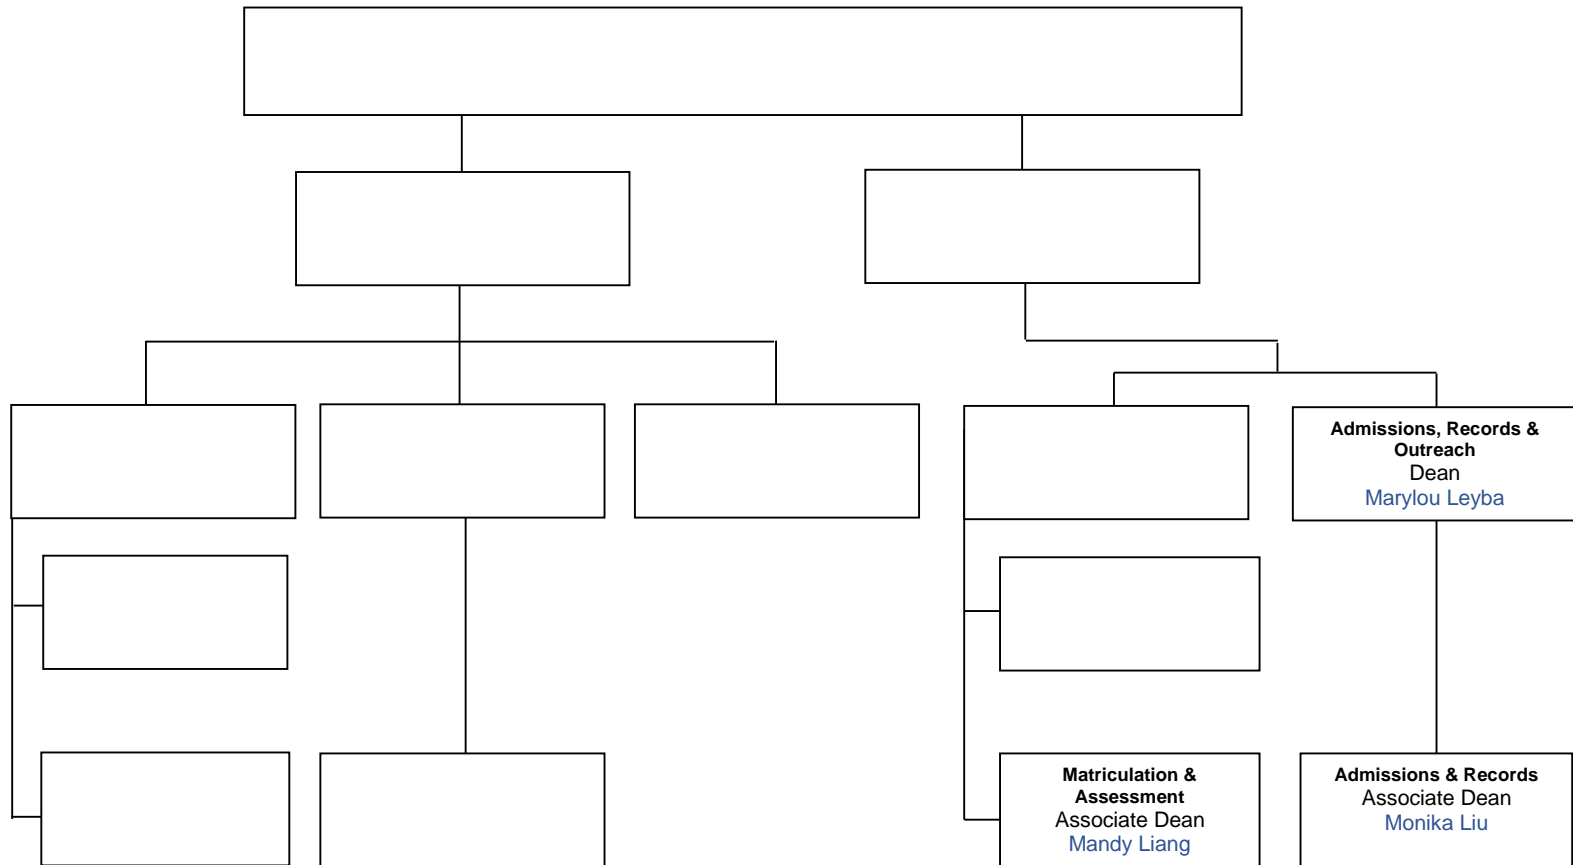 Admissions, Records &
Outreach
Dean
Marylou Leyba
Matriculation &
Assessment
Associate Dean
Mandy Liang
Admissions & Records
Associate Dean
Monika Liu